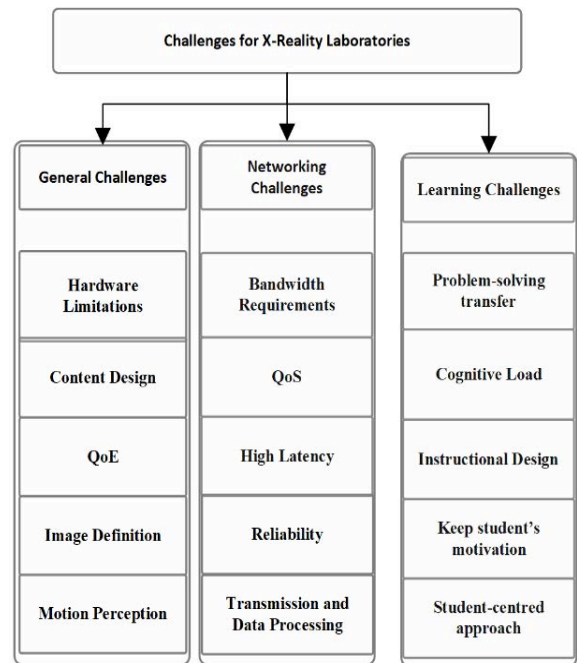 Challenges for X-Reality Laboratories
General Challenges
Hardware
Limitations
Content Design
QoE
Image Definition
Motion Perception
Networking
Challenges
Bandwidth
Requirements
QoS
High Latency
Reliability
Transmission and
Data Processing
Learning Challenges
Problem-solving
transfer
Cognitive Load
Instructional Design
Keep student's
motivation
Student-centred
approach